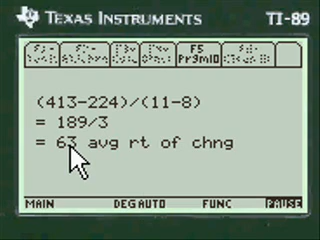 TEXAS INSTRUMENTS TI-89
F5
PrgmIO
(413-224)/(11-8)
= 189/3
= 63 avg rt of chng
MAIN DEGAUTO FUNC PAUSE